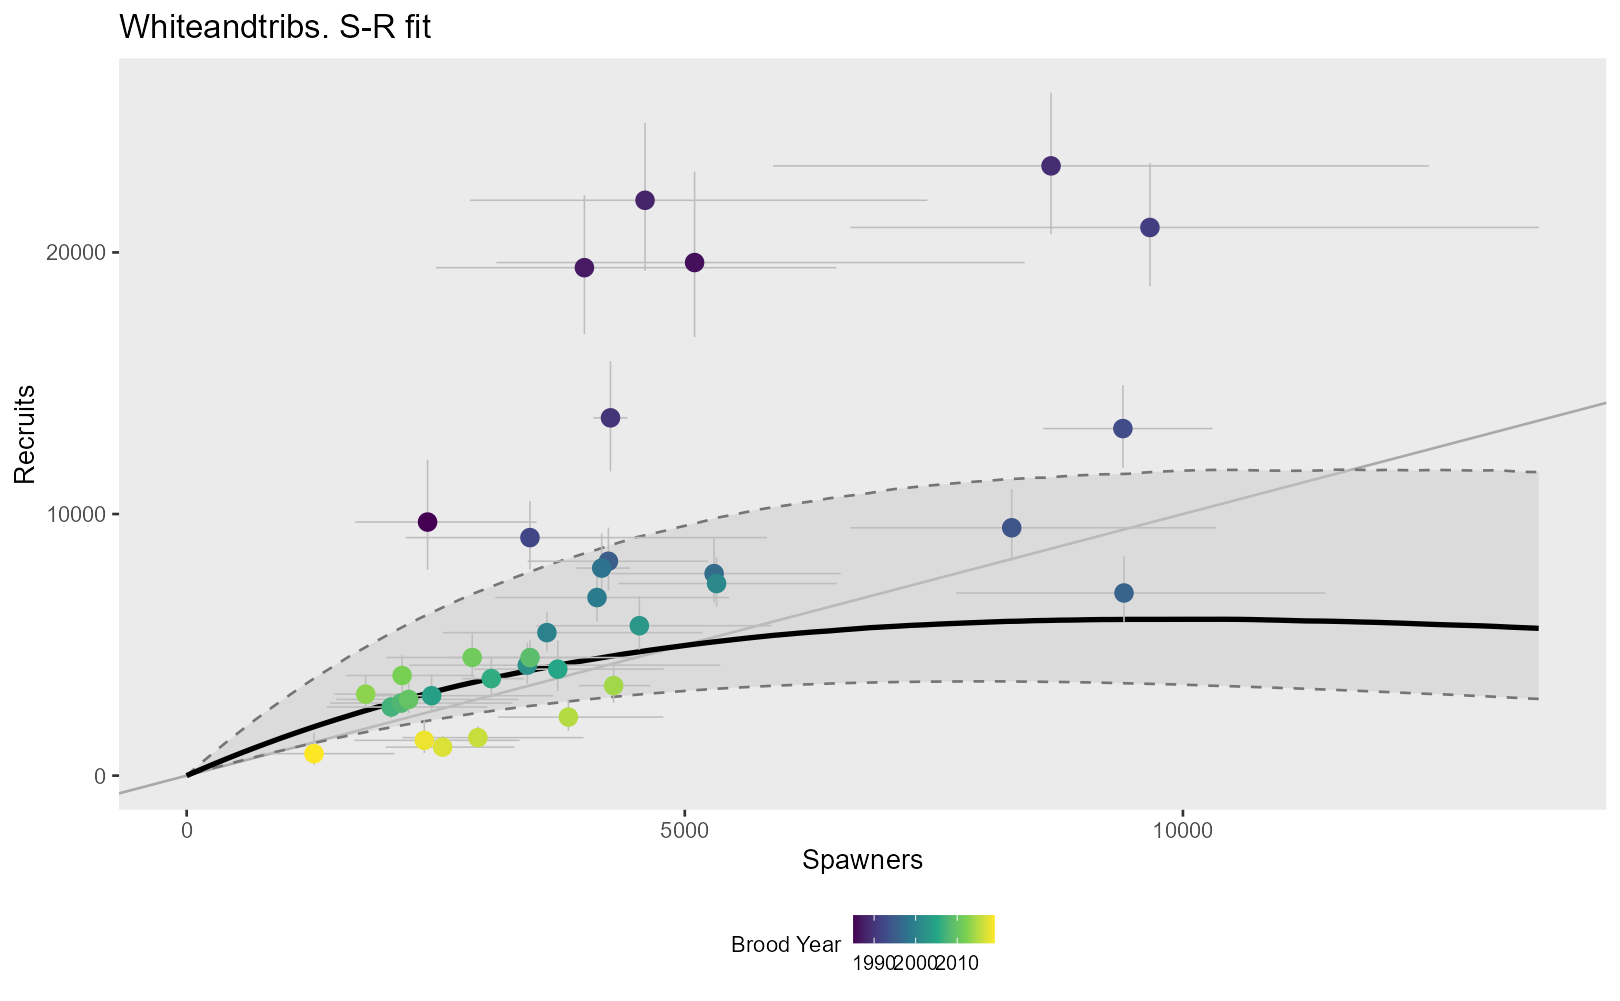 Whiteandtribs. S-R fit
20000
10000
0
Recruits
0 5000 10000
Spawners
Brood Year
1990 2000 2010